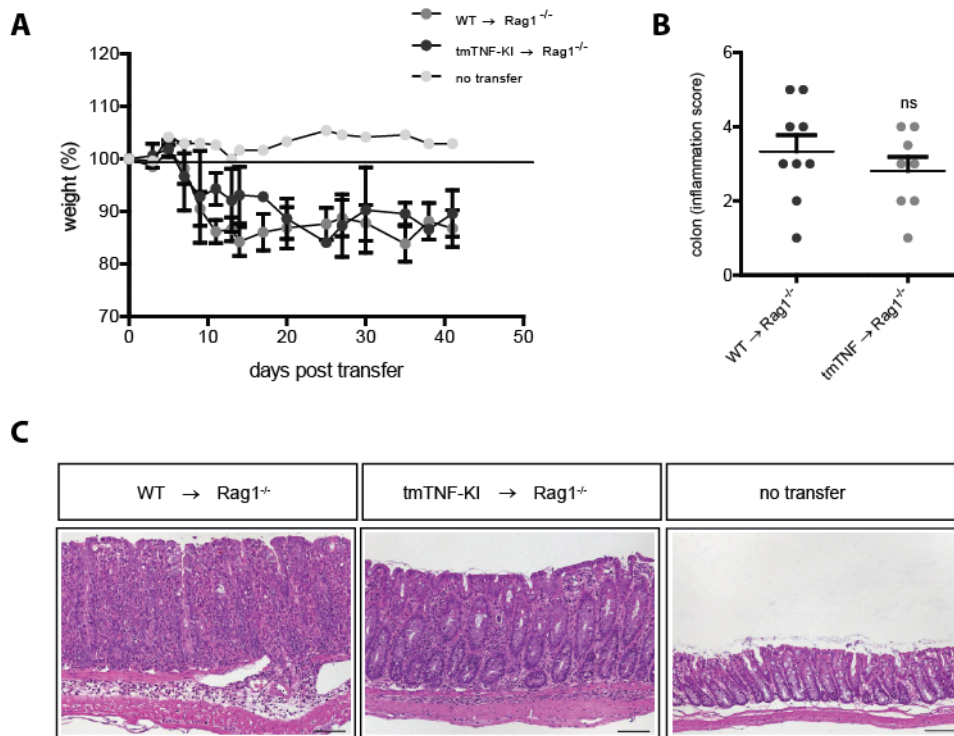 A
WT → Rag1-/-
tmTNF-KI → Rag1-/-
no transfer
120
110
100
90
80
70
weight (%)
0 10 20 30 40 50
days post transfer
B
6
4
2
0
colon (inflammation score)
ns
WT → Rag1-/-
tmTNF → Rag1-/-
C
WT → Rag1-/- tmTNF-KI → Rag1-/- no transfer